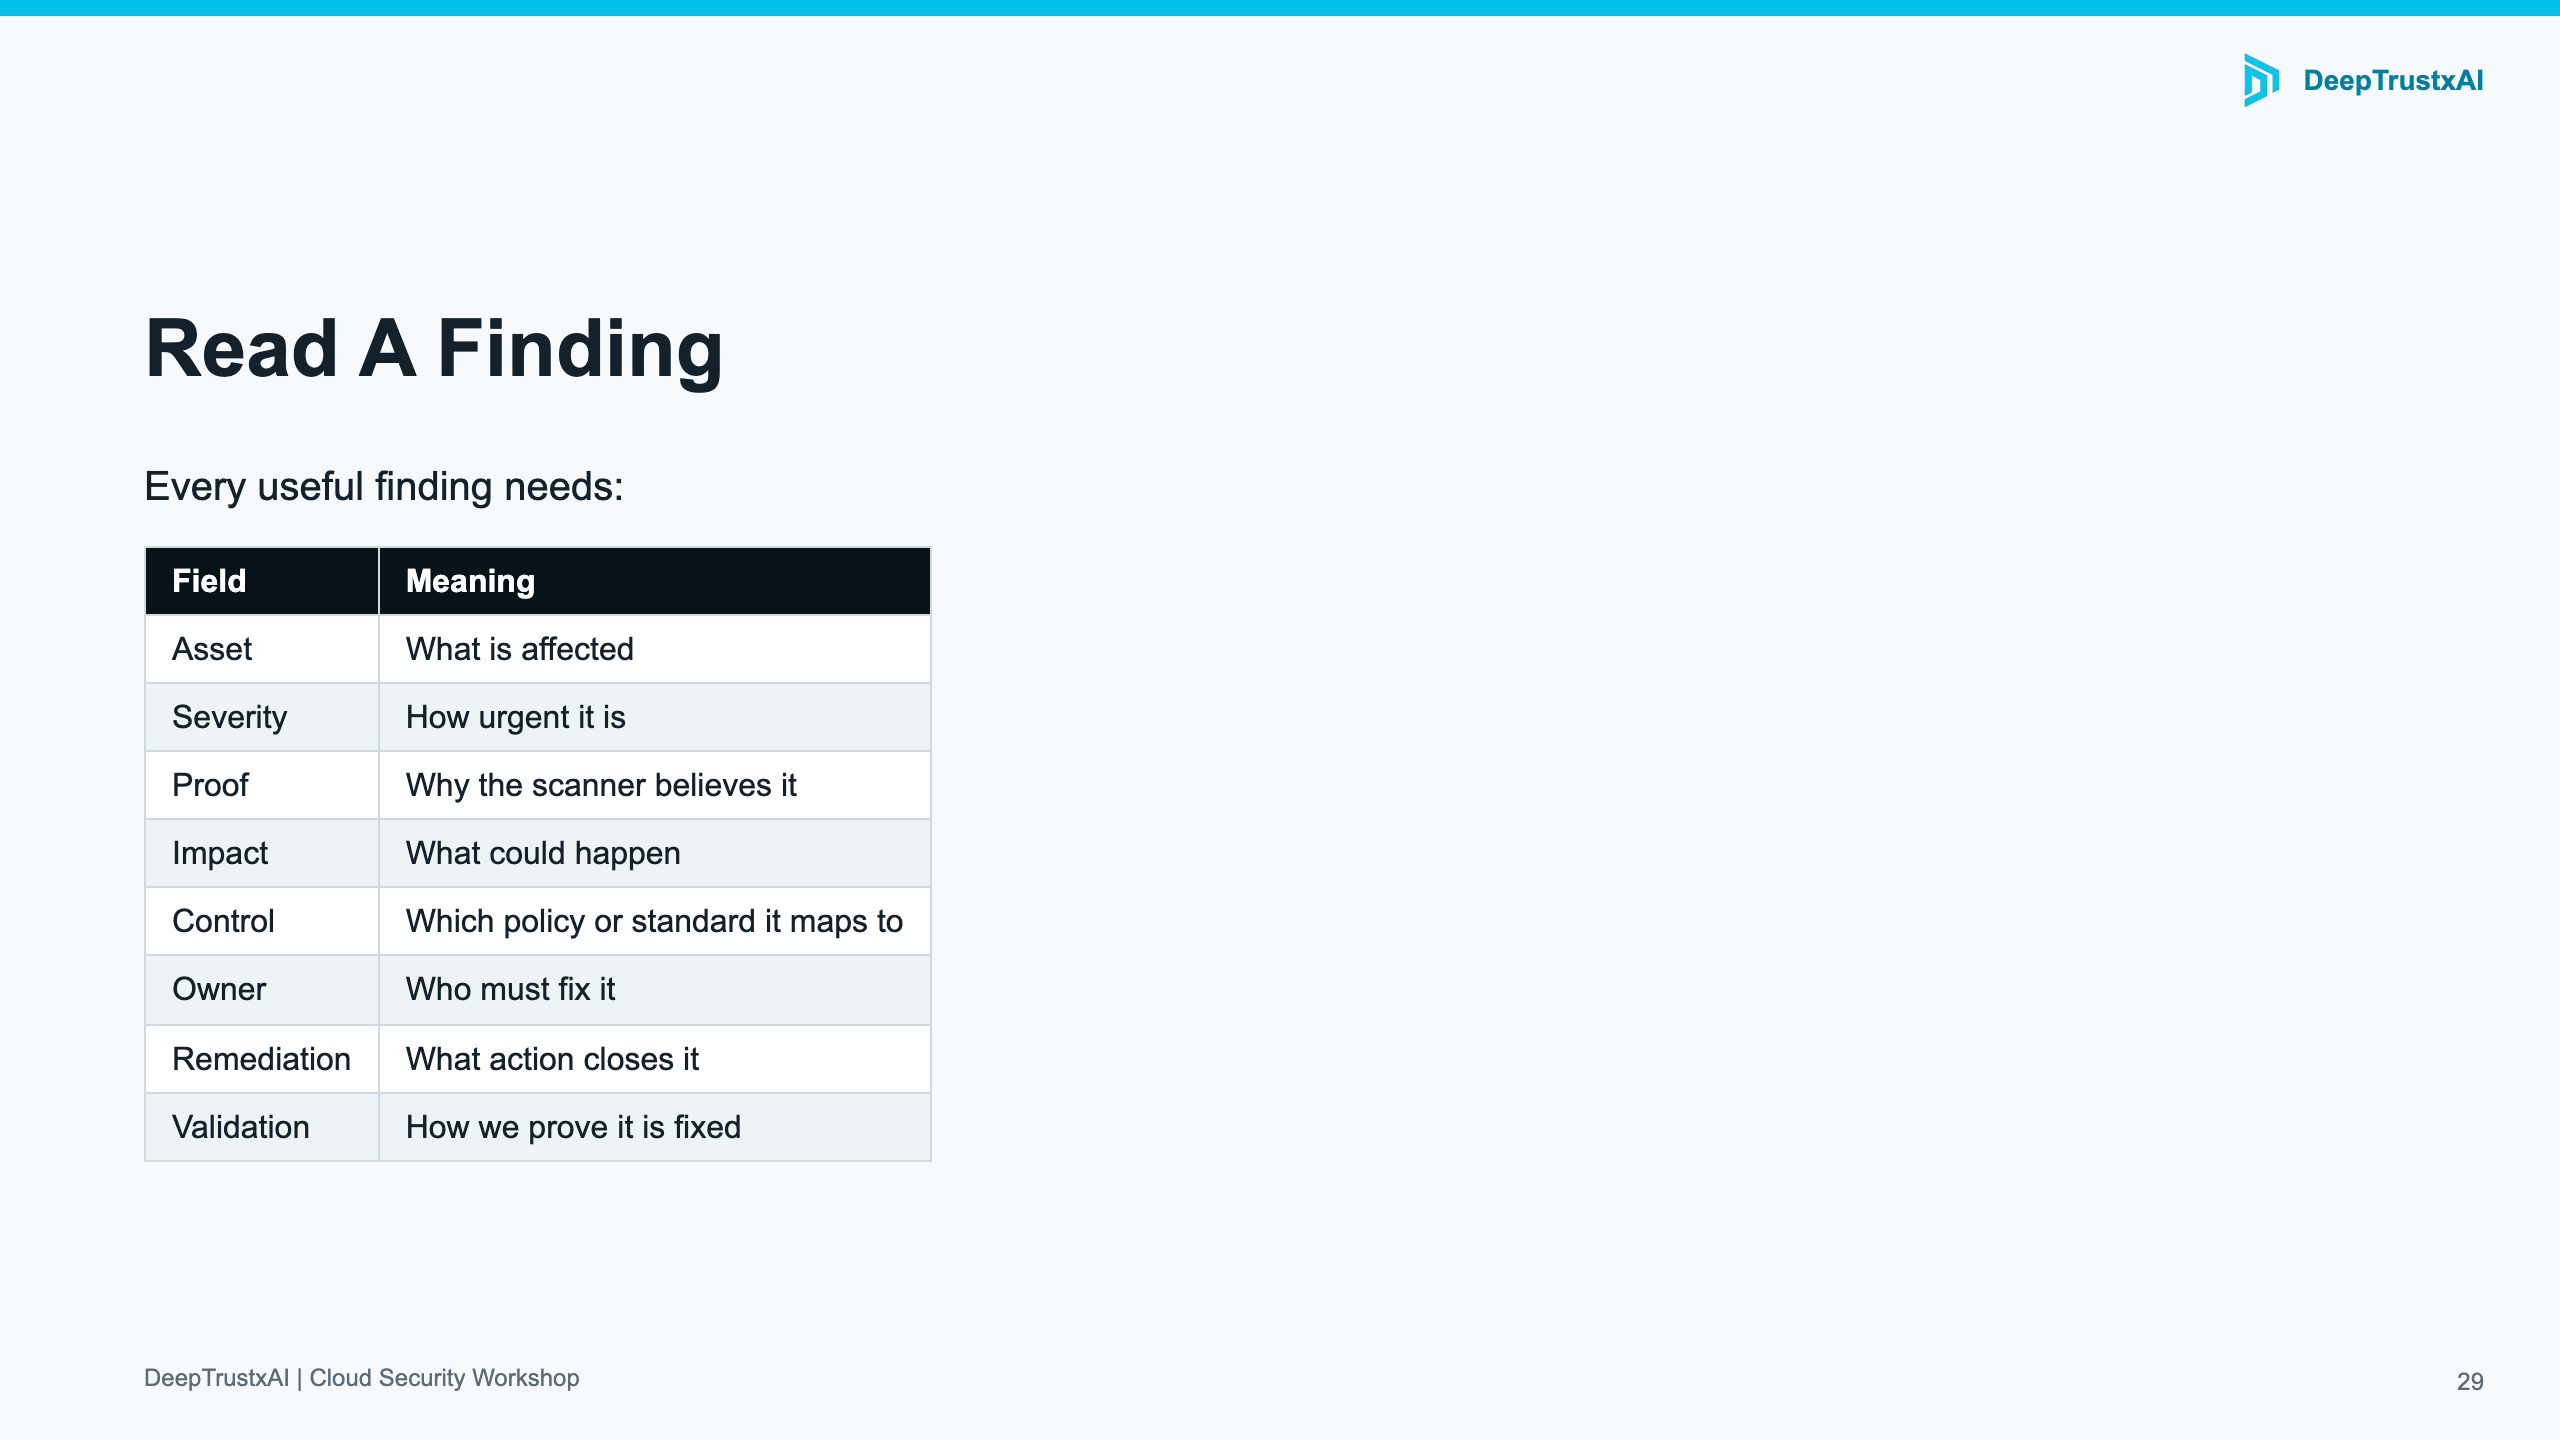 DeepTrustxAI
Read A Finding
Every useful finding needs:
Field Meaning
Asset What is affected
Severity How urgent it is
Proof Why the scanner believes it
Impact What could happen
Control Which policy or standard it maps to
Owner Who must fix it
Remediation What action closes it
Validation How we prove it is fixed
DeepTrustxAI | Cloud Security Workshop
29